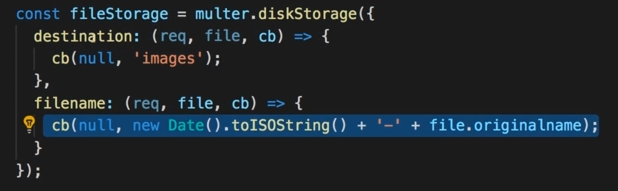 const fileStorage = multer.diskStorage({
  destination: (req, file, cb) => {
    cb(null, 'images');
  },
  filename: (req, file, cb) => {
    cb(null, new Date().toISOString() + '-' + file.originalname);
  }
});